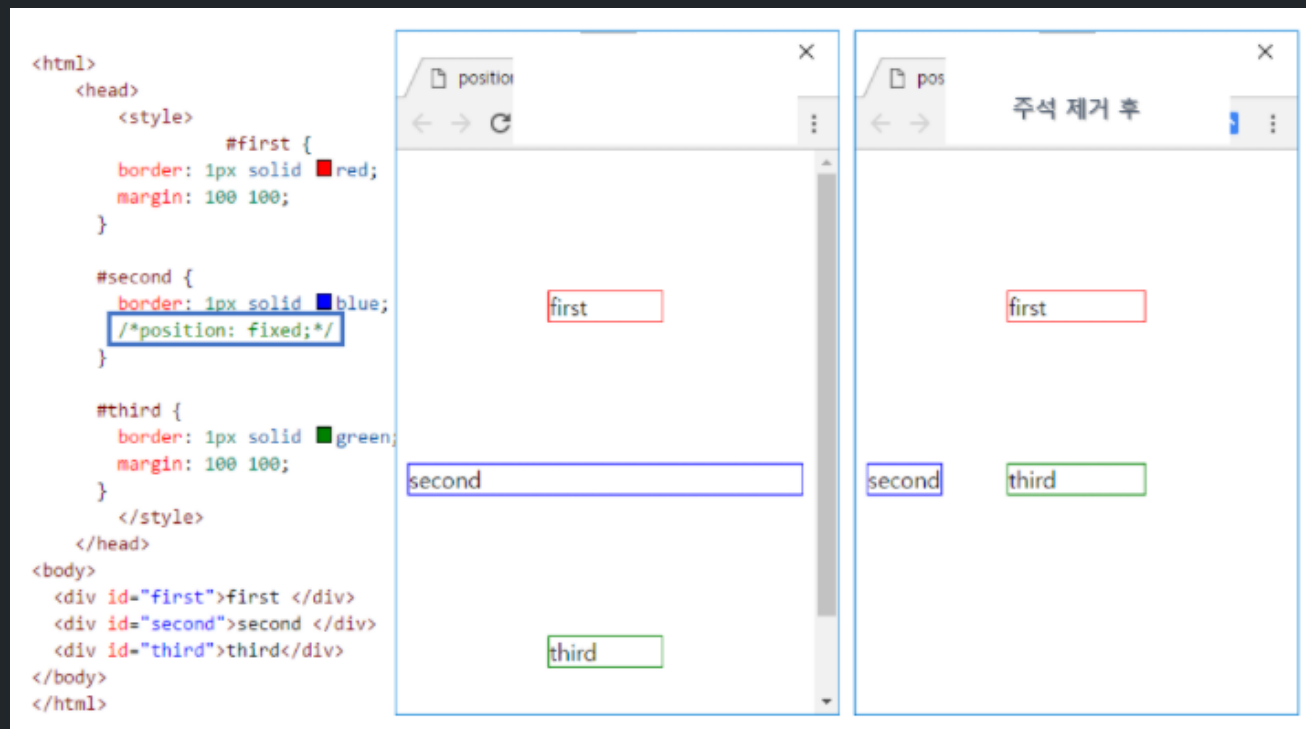 <html>
<head>
<style>
#first {
border: 1px solid red;
margin: 100 100;
}
#second {
border: 1px solid blue;
/*position: fixed;*/
}
#third {
border: 1px solid green;
margin: 100 100;
}
</style>
</head>
<body>
<div id="first">first </div>
<div id="second">second </div>
<div id="third">third</div>
</body>
</html>
position
first
second
third
pos
주석 제거 후
first
second
third